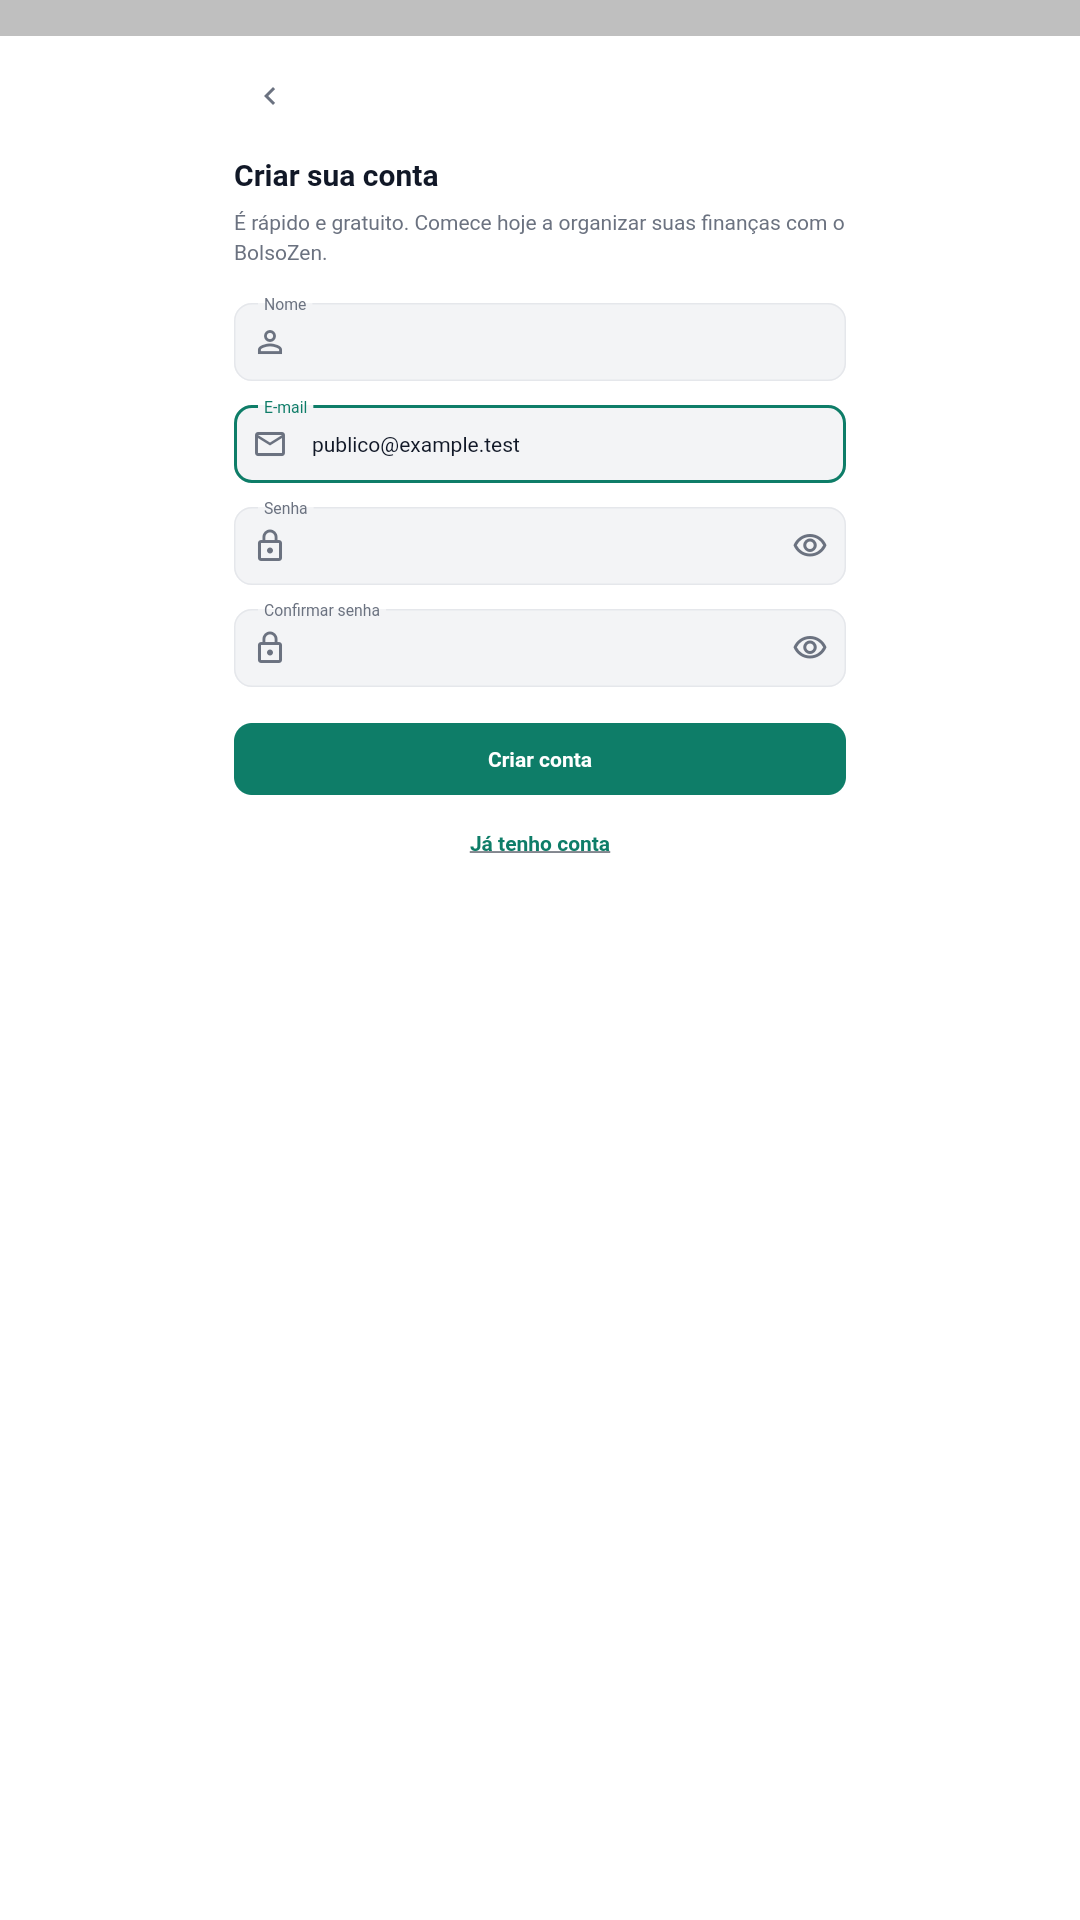 Criar sua conta
É rápido e gratuito. Comece hoje a organizar suas finanças com o
BolsoZen.
Nome
E-mail
publico@example.test
Senha
Confirmar senha
Criar conta
Já tenho conta